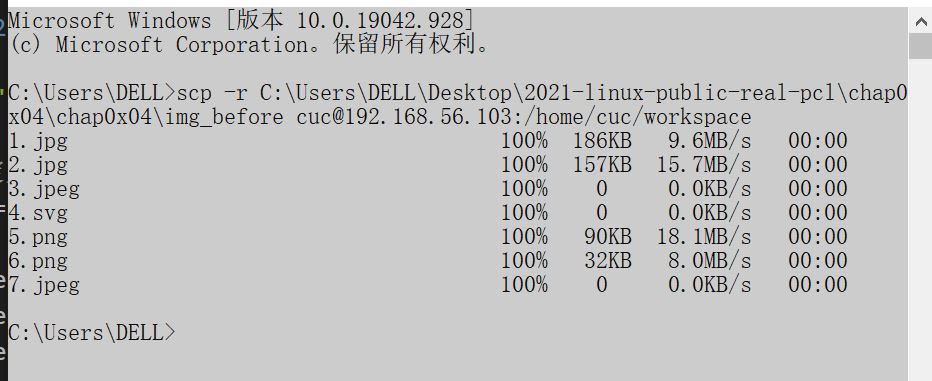 Microsoft Windows [版本 10.0.19042.928]
(c) Microsoft Corporation。保留所有权利。
C:\Users\DELL>scp -r C:\Users\DELL\Desktop\2021-linux-public-real-pcl\chap0
x04\chap0x04\img_before cuc@192.168.56.103:/home/cuc/workspace
1.jpg 100% 186KB 9.6MB/s 00:00
2.jpg 100% 157KB 15.7MB/s 00:00
3.jpeg 100% 0 0.0KB/s 00:00
4.svg 100% 0 0.0KB/s 00:00
5.png 100% 90KB 18.1MB/s 00:00
6.png 100% 32KB 8.0MB/s 00:00
7.jpeg 100% 0 0.0KB/s 00:00
C:\Users\DELL>